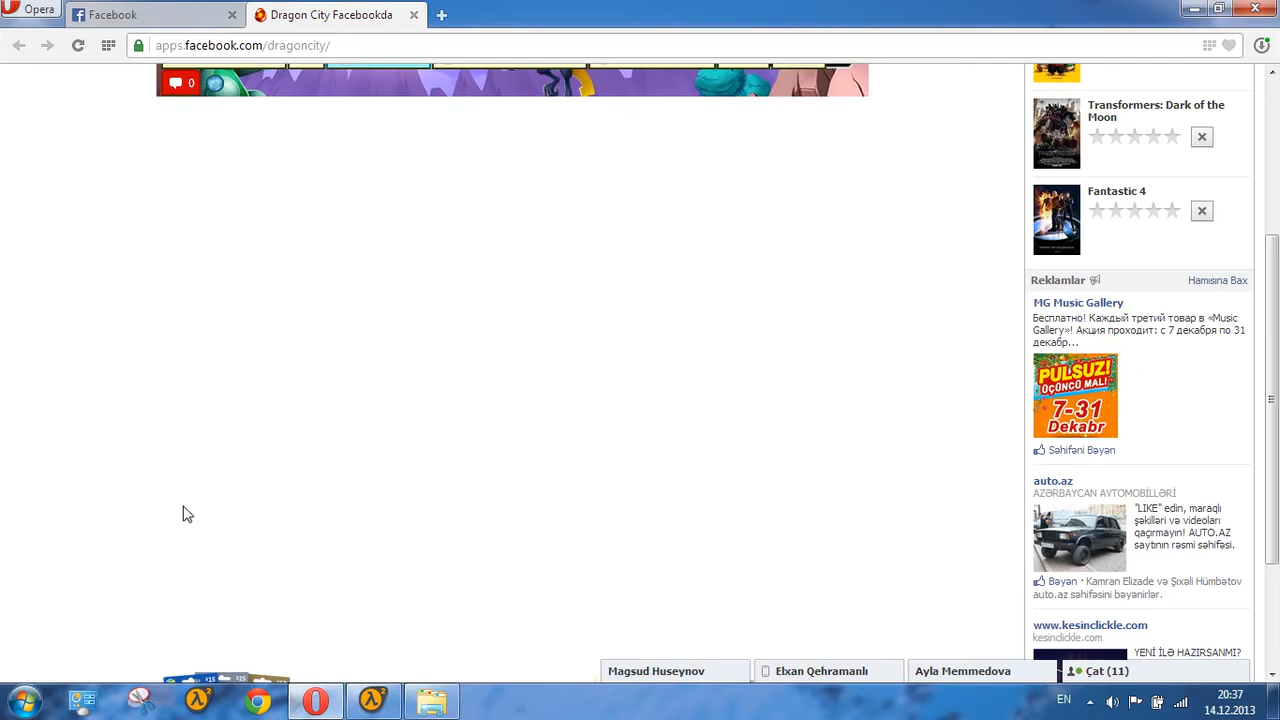 Opera
Facebook
Dragon City Facebookda
apps.facebook.com/dragoncity/
0
Transformers: Dark of the
Moon
Fantastic 4
Reklamlar
Hamısına Bax
MG Music Gallery
Бесплатно! Каждый третий товар в «Music
Gallery»! Акция проходит: с 7 декабря по 31
декабр...
PULSUZ!
ÜÇÜNCÜ MAL!
7-31
Dekabr
Səhifəni Bəyən
auto.az
AZƏRBAYCAN AVTOMOBİLLƏRİ
"LIKE" edin, maraqlı
şəkilləri və videoları
qaçırmayın! AUTO.AZ
saytının rəsmi səhifəsi.
Bəyən · Kamran Elizade və Şıxəli Hümbətov
auto.az səhifəsini bəyənirlər.
www.kesinclickle.com
kesinclickle.com
YENİ İLƏ HAZIRSANMI?
$15
$25
Magsud Huseynov
Elxan Qehramanlı
Ayla Memmedova
Çat (11)
EN
20:37
14.12.2013